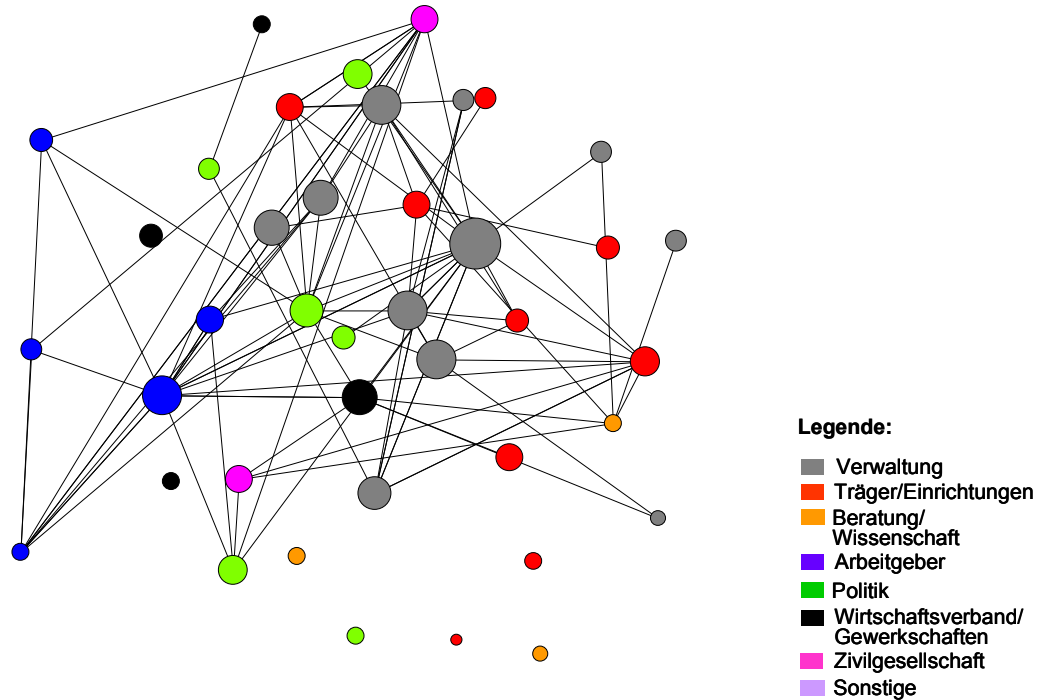 Legende:
Verwaltung
Träger/Einrichtungen
Beratung/
Wissenschaft
Arbeitgeber
Politik
Wirtschaftsverband/
Gewerkschaften
Zivilgesellschaft
Sonstige